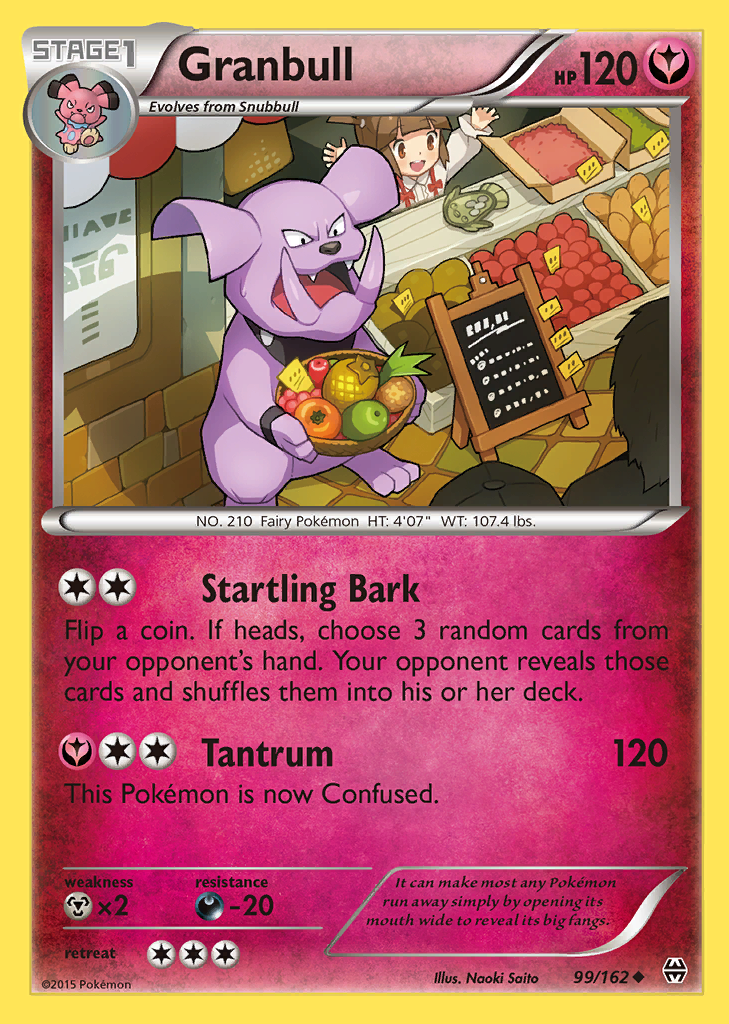 STAGE1
Granbull
HP120
Evolves from Snubbull
NO. 210 Fairy Pokémon HT: 4'07" WT: 107.4 lbs.
Startling Bark
Flip a coin. If heads, choose 3 random cards from
your opponent's hand. Your opponent reveals those
cards and shuffles them into his or her deck.
Tantrum 120
This Pokémon is now Confused.
weakness resistance
×2 -20
It can make most any Pokémon
run away simply by opening its
mouth wide to reveal its big fangs.
retreat
©2015 Pokémon
Illus. Naoki Saito 99/162